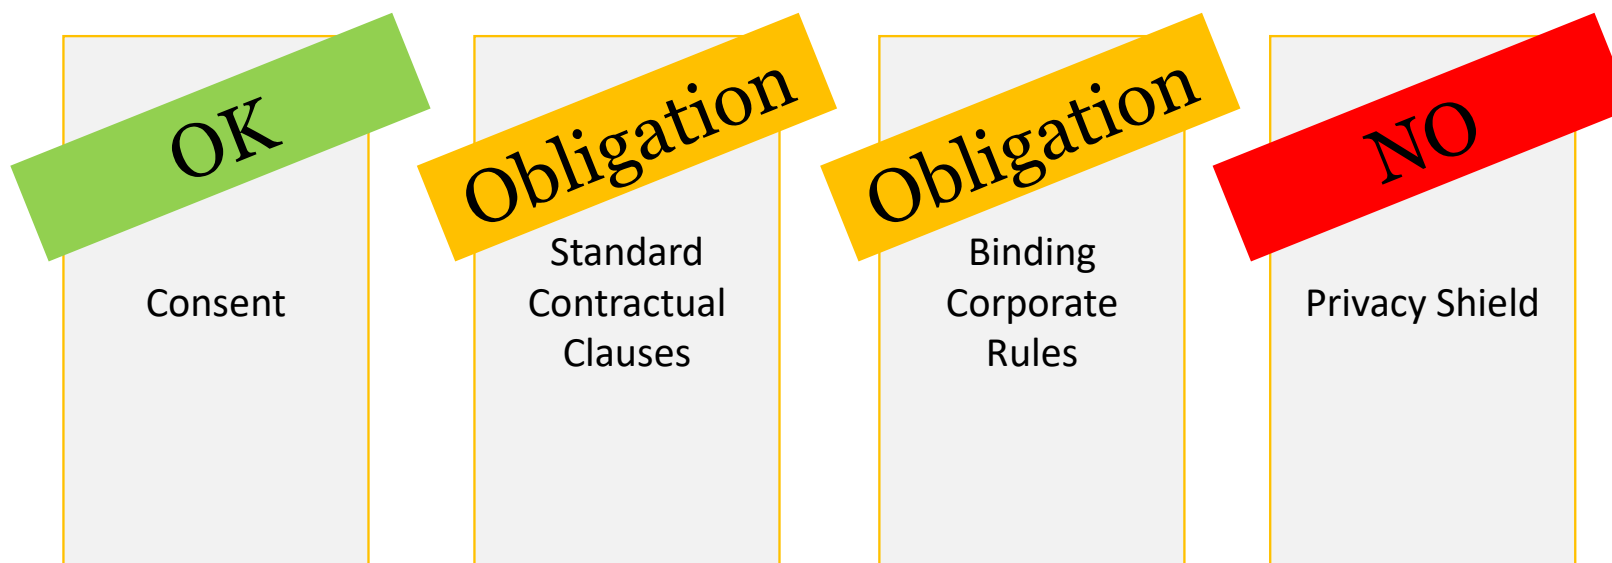 OK
Consent
Obligation
Standard
Contractual
Clauses
Obligation
Binding
Corporate
Rules
NO
Privacy Shield